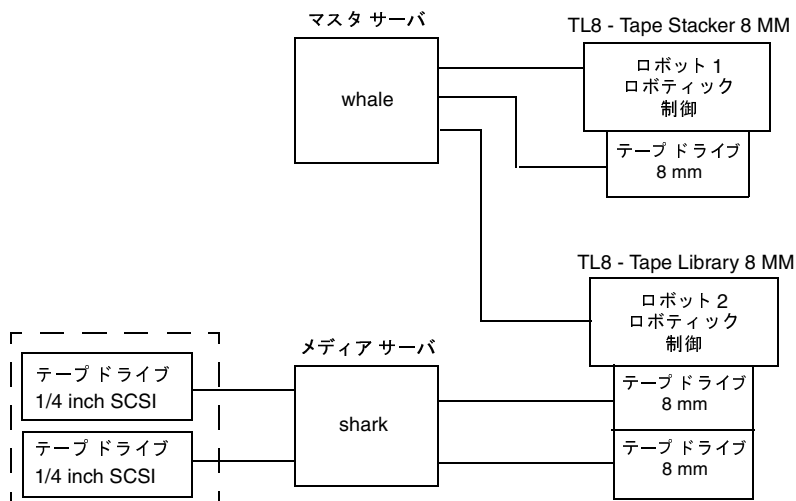 マスタ サーバ
TL8 - Tape Stacker 8 MM
whale
ロボット 1
ロボティック
制御
テープ ドライブ
8 mm
TL8 - Tape Library 8 MM
ロボット 2
ロボティック
制御
メディア サーバ
テープ ドライブ
1/4 inch SCSI
shark
テープ ドライブ
8 mm
テープ ドライブ
1/4 inch SCSI
テープ ドライブ
8 mm